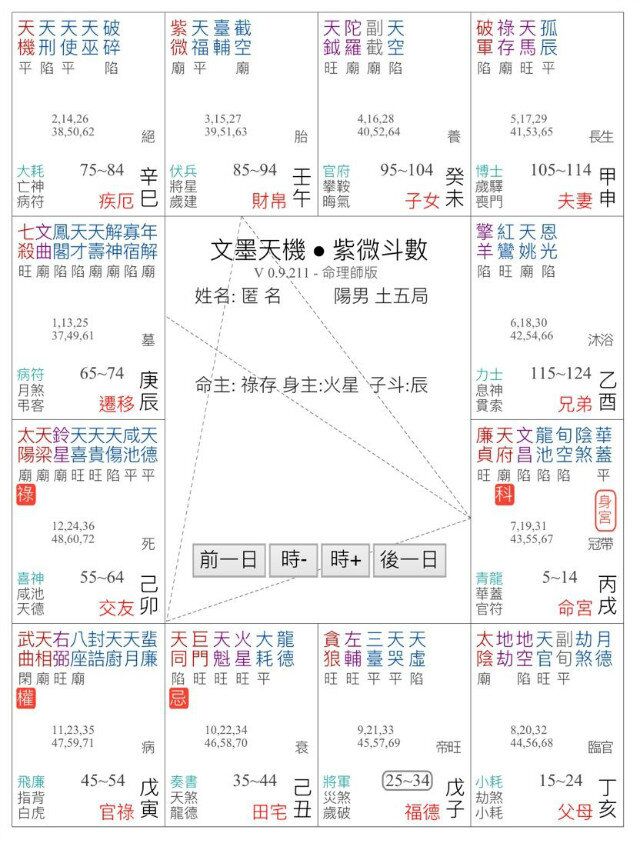 天機 天刑 天使 天巫 破碎
平 陷 平 陷
2,14,26
38,50,62
絕
大耗
亡神
病符
75~84
疾厄
辛巳
紫微 天福 臺輔 截空
廟 平 廟
3,15,27
39,51,63
胎
伏兵
將星
歲建
85~94
財帛
壬午
天鉞 陀羅 副截 天空
旺 廟 廟 陷
4,16,28
40,52,64
養
官府
攀鞍
晦氣
95~104
子女
癸未
破軍 祿存 天馬 孤辰
陷 廟 旺 平
5,17,29
41,53,65
長生
博士
歲驛
喪門
105~114
夫妻
甲申
七殺 文曲 鳳閣 天才 天壽 解神 寡宿 年解
旺 廟 陷 陷 廟 廟 陷 廟
1,13,25
37,49,61
墓
病符
月煞
弔客
65~74
遷移
庚辰
文墨天機 ● 紫微斗數
V 0.9.211 - 命理師版
姓名: 匿 名 陽男 土五局
命主: 祿存 身主:火星 子斗:辰
前一日 時- 時+ 後一日
擎羊 紅鸞 天姚 恩光
陷 旺 廟 陷
6,18,30
42,54,66
沐浴
力士
息神
貫索
115~124
兄弟
乙酉
太陽 天梁 鈴星 天喜 天貴 天傷 咸池 天德
廟 廟 廟 旺 旺 陷 平 平
祿
12,24,36
48,60,72
死
喜神
咸池
天德
55~64
交友
己卯
廉貞 天府 文昌 龍池 旬空 陰煞 華蓋
旺 廟 陷 陷 陷 平
科
身宮
7,19,31
43,55,67
冠帶
青龍
華蓋
官符
5~14
命宮
丙戌
武曲 天相 右弼 八座 封誥 天廚 天月 蜚廉
閑 廟 旺 廟
權
11,23,35
47,59,71
病
飛廉
指背
白虎
45~54
官祿
戊寅
天同 巨門 天魁 火星 大耗 龍德
陷 旺 旺 旺 平
忌
10,22,34
46,58,70
衰
奏書
天煞
龍德
35~44
田宅
己丑
貪狼 左輔 三臺 天哭 天虛
旺 旺 平 平 陷
9,21,33
45,57,69
帝旺
將軍
災煞
歲破
25~34
福德
戊子
太陰 地劫 地空 天官 副旬 劫煞 月德
廟 陷 旺 平
8,20,32
44,56,68
臨官
小耗
劫煞
小耗
15~24
父母
丁亥